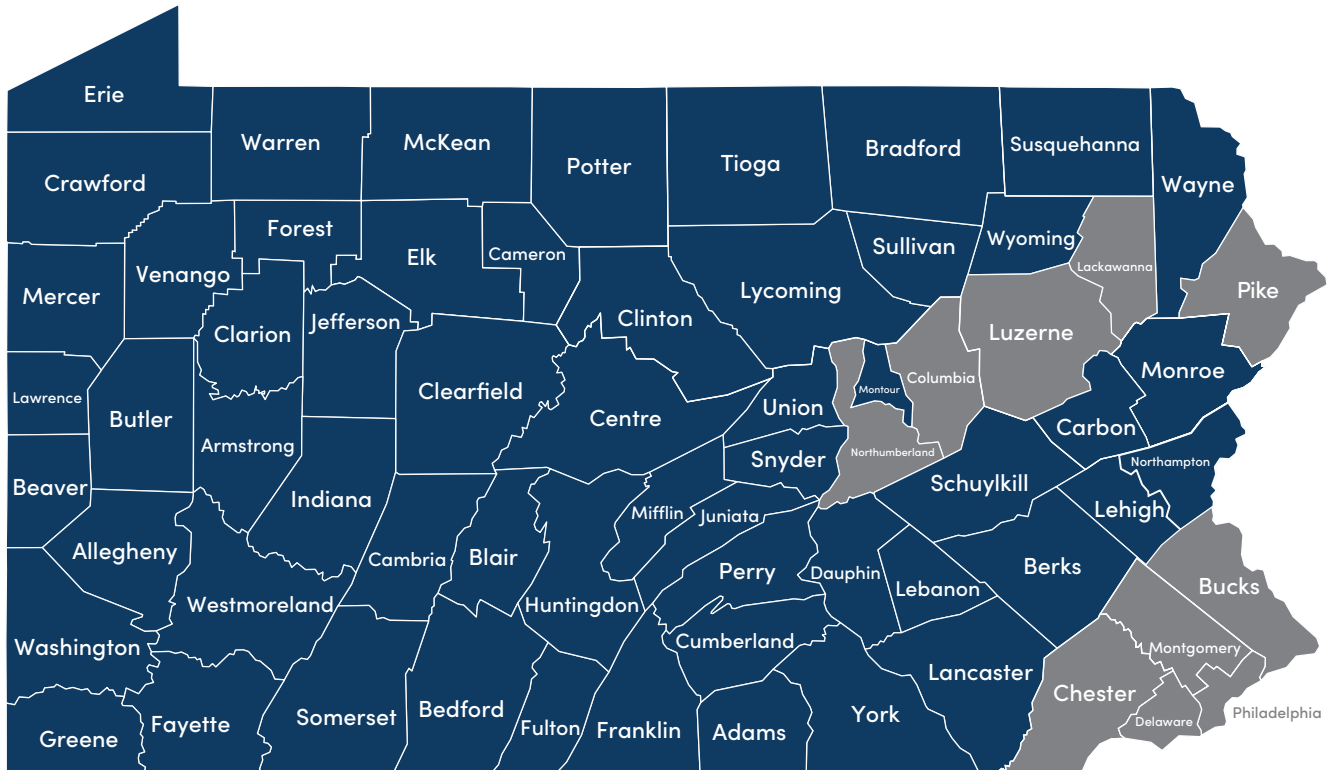 Erie
Warren
McKean
Potter
Tioga
Bradford
Susquehanna
Wayne
Crawford
Forest
Elk
Cameron
Sullivan
Wyoming
Lackawanna
Pike
Venango
Mercer
Lycoming
Clinton
Jefferson
Clarion
Luzerne
Monroe
Columbia
Montour
Clearfield
Centre
Union
Lawrence
Butler
Armstrong
Carbon
Snyder
Northumberland
Northampton
Beaver
Indiana
Schuylkill
Lehigh
Mifflin
Juniata
Allegheny
Cambria
Blair
Perry
Dauphin
Lebanon
Berks
Bucks
Westmoreland
Huntingdon
Cumberland
Washington
Montgomery
Lancaster
Chester
Greene
Fayette
Somerset
Bedford
Fulton
Franklin
Adams
York
Delaware
Philadelphia